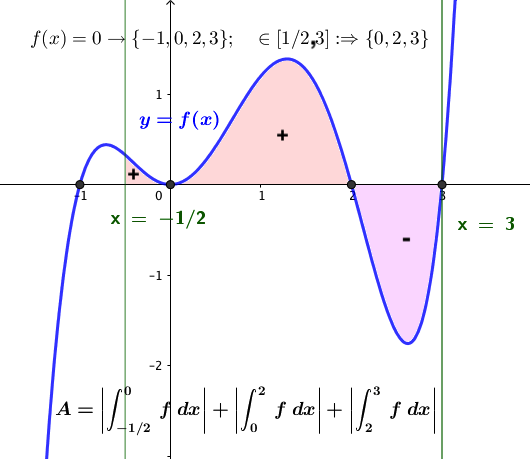 f(x) = 0 → {−1, 0, 2, 3};   ∈ [1/2, 3] :⇒ {0, 2, 3}
1
y = f(x)
+
+
-1 0 1 2 3
x = −1/2
x = 3
-
-1
-2
A = |∫_{−1/2}^{0} f dx| + |∫_{0}^{2} f dx| + |∫_{2}^{3} f dx|